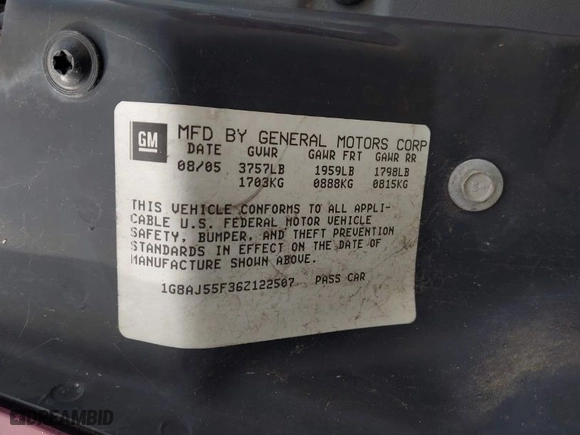 GM MFD BY GENERAL MOTORS CORP
DATE GVWR GAWR FRT GAWR RR
08/05 3757LB 1959LB 1798LB
1703KG 0888KG 0815KG
THIS VEHICLE CONFORMS TO ALL APPLI-
CABLE U.S. FEDERAL MOTOR VEHICLE
SAFETY, BUMPER, AND THEFT PREVENTION
STANDARDS IN EFFECT ON THE DATE OF
MANUFACTURE SHOWN ABOVE.
1G8AJ55F36Z122507 PASS CAR
DREAMBID